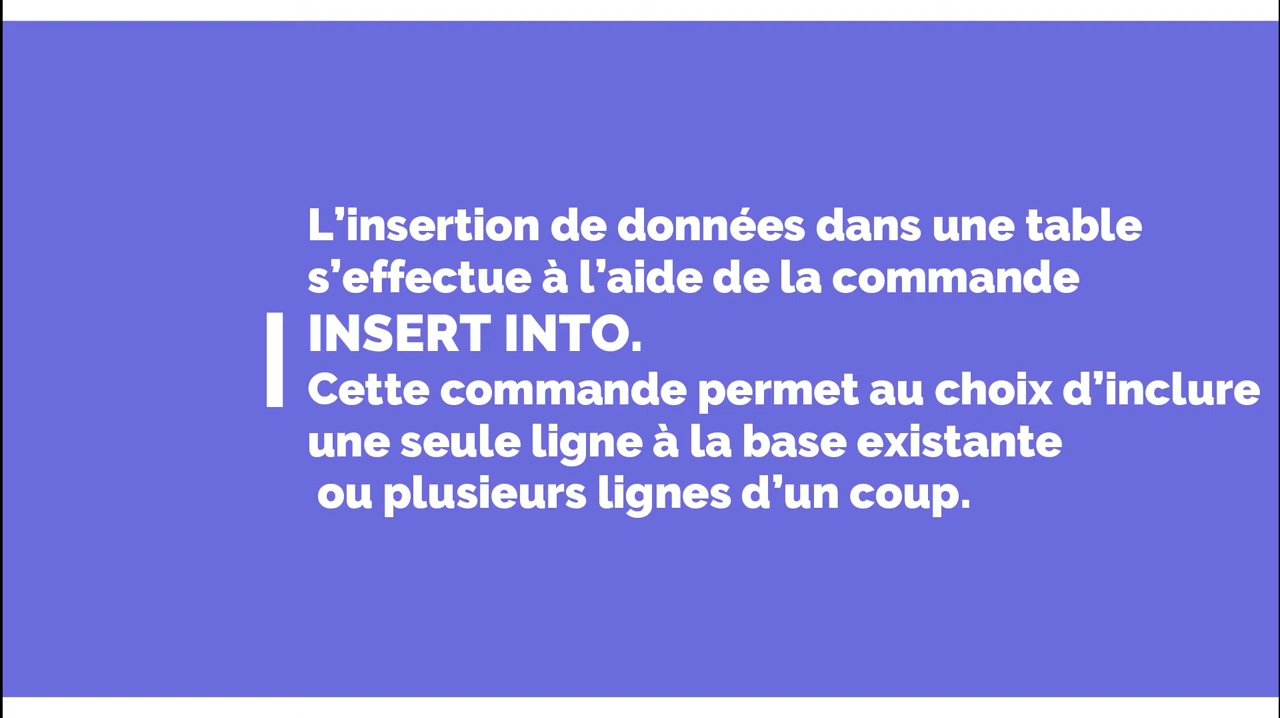 L’insertion de données dans une table
s’effectue à l’aide de la commande
INSERT INTO.
Cette commande permet au choix d’inclure
une seule ligne à la base existante
ou plusieurs lignes d’un coup.